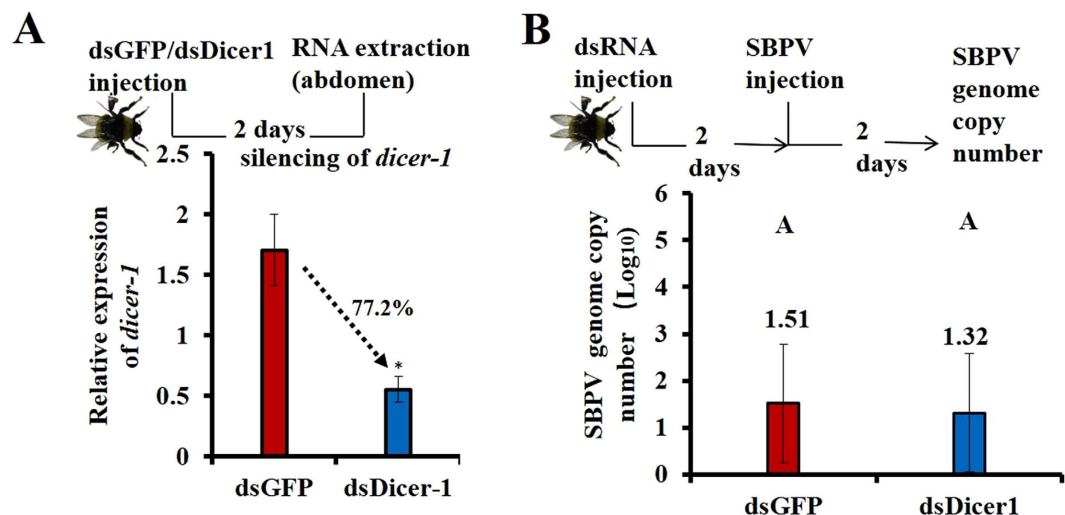 A
dsGFP/dsDicer1
injection
RNA extraction
(abdomen)
2 days
silencing of dicer-1
Relative expression
of dicer-1
2.5
2
1.5
1
0.5
0
77.2%
*
dsGFP
dsDicer-1
B
dsRNA
injection
SBPV
injection
SBPV
genome
copy
number
2
days
2
days
SBPV genome copy
number (Log10)
6
5
4
3
2
1
0
A
A
1.51
1.32
dsGFP
dsDicer1